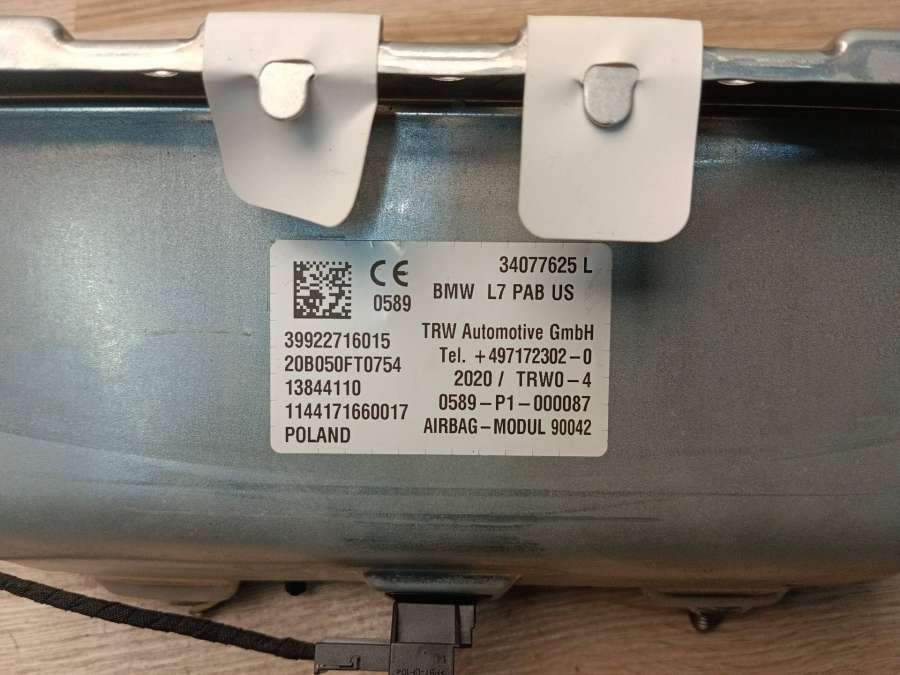 CE
0589
34077625 L
BMW L7 PAB US
39922716015
20B050FT0754
13844110
1144171660017
POLAND
TRW Automotive GmbH
Tel. +497172302-0
2020 / TRW0-4
0589-P1-000087
AIRBAG-MODUL 90042